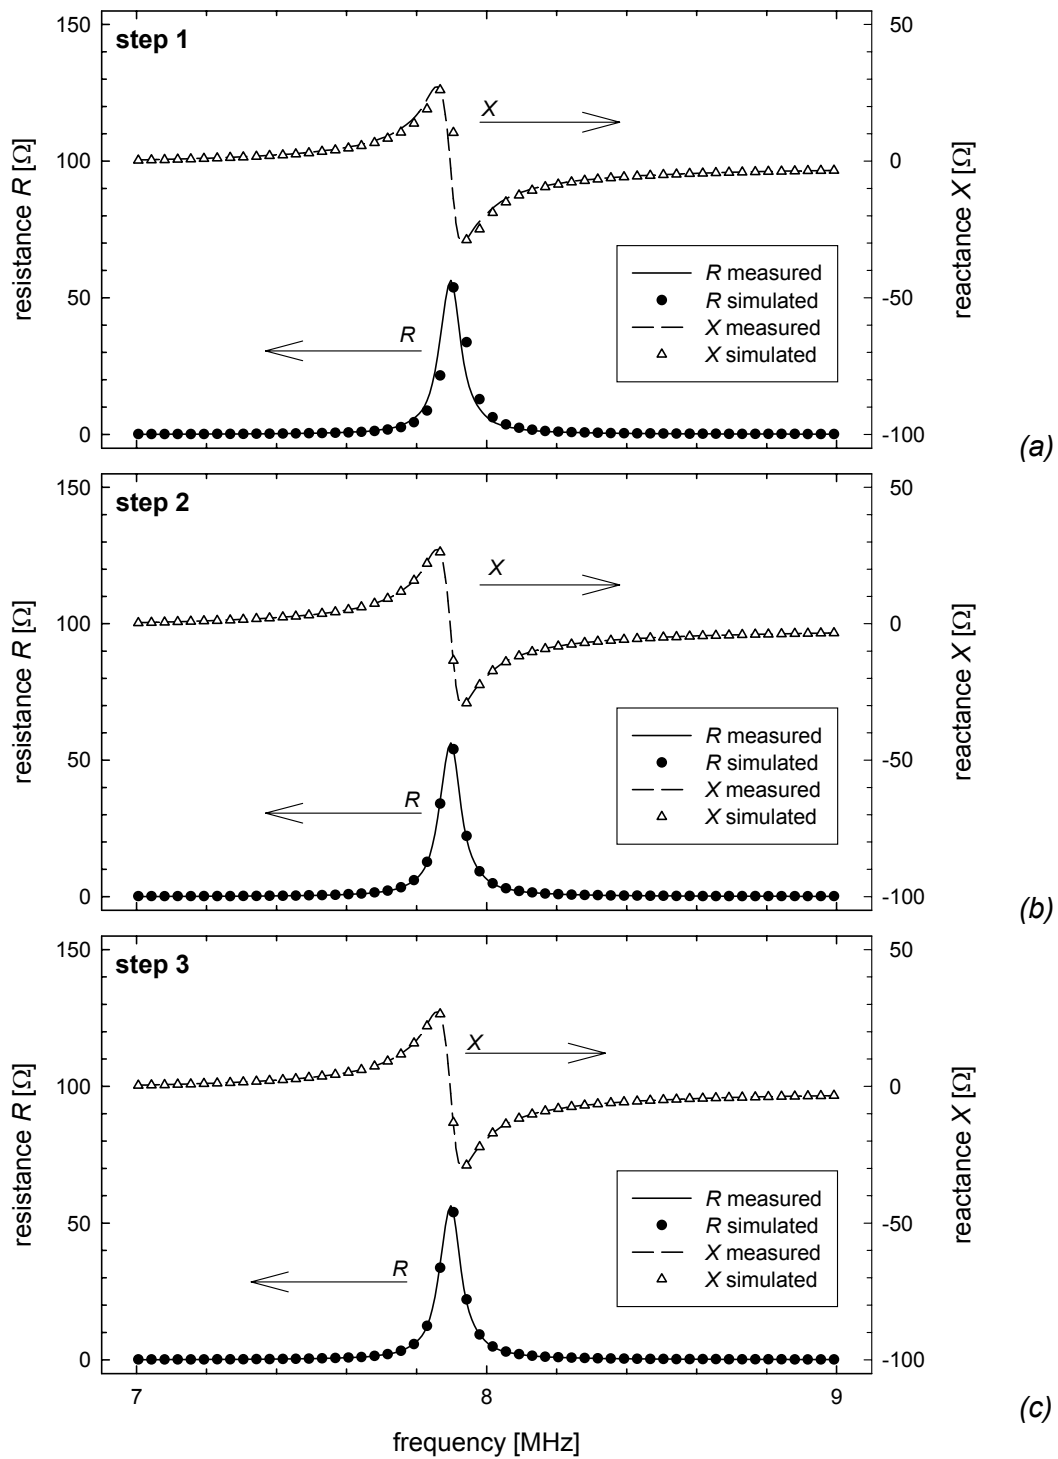 step 1
150
100
50
0
resistance R [Ω]
50
0
-50
-100
reactance X [Ω]
X
R
R measured
R simulated
X measured
X simulated
(a)
step 2
150
100
50
0
resistance R [Ω]
50
0
-50
-100
reactance X [Ω]
X
R
R measured
R simulated
X measured
X simulated
(b)
step 3
150
100
50
0
resistance R [Ω]
50
0
-50
-100
reactance X [Ω]
X
R
R measured
R simulated
X measured
X simulated
(c)
7 8 9
frequency [MHz]